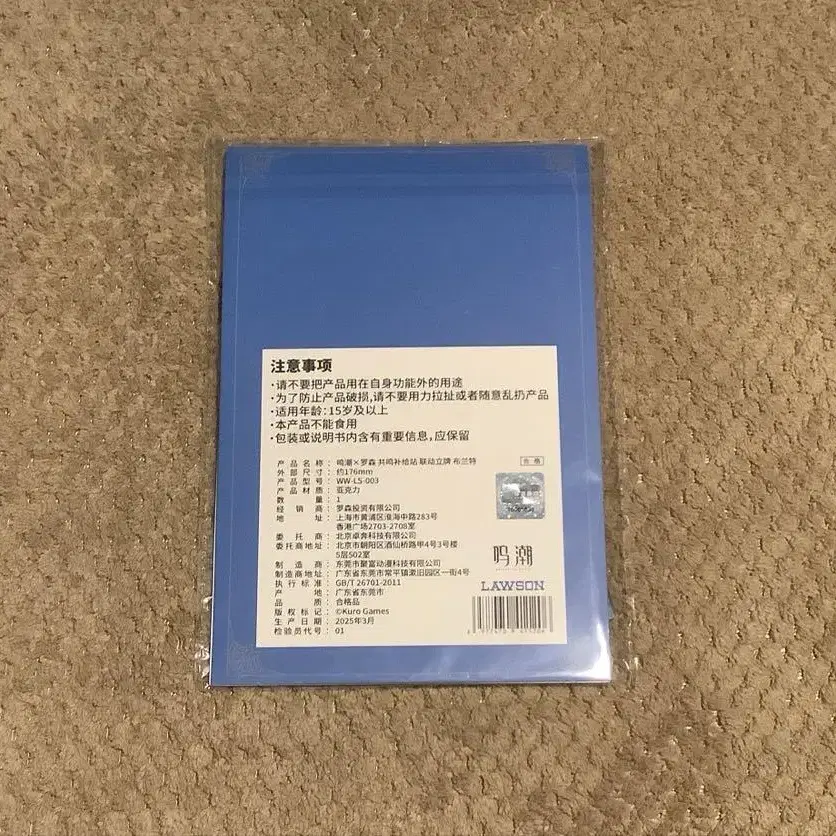 注意事项
·请不要把产品用在自身功能外的用途
·为了防止产品破损,请不要用力拉扯或者随意乱扔产品
·适用年龄:15岁及以上
·本产品不能食用
·包装或说明书内含有重要信息,应保留
产品名称:鸣潮×罗森 共鸣补给站 联动立牌 布兰特
外部尺寸:约176mm
产品型号:WW-LS-003
产品材质:亚克力
数量:1
经销商:罗森投资有限公司
地址:上海市黄浦区淮海中路283号
香港广场2703-2708室
委托商:北京卓奔科技有限公司
委托商地址:北京市朝阳区酒仙桥路甲4号3号楼
5层502室
制造商:东莞市聚富动漫科技有限公司
制造商地址:广东省东莞市常平镇漱旧园区一街4号
执行标准:GB/T 26701-2011
产地:广东省东莞市
品质:合格品
版权标记:©Kuro Games
生产日期:2025年3月
检验员代号:01
合格
鸣潮
LAWSON